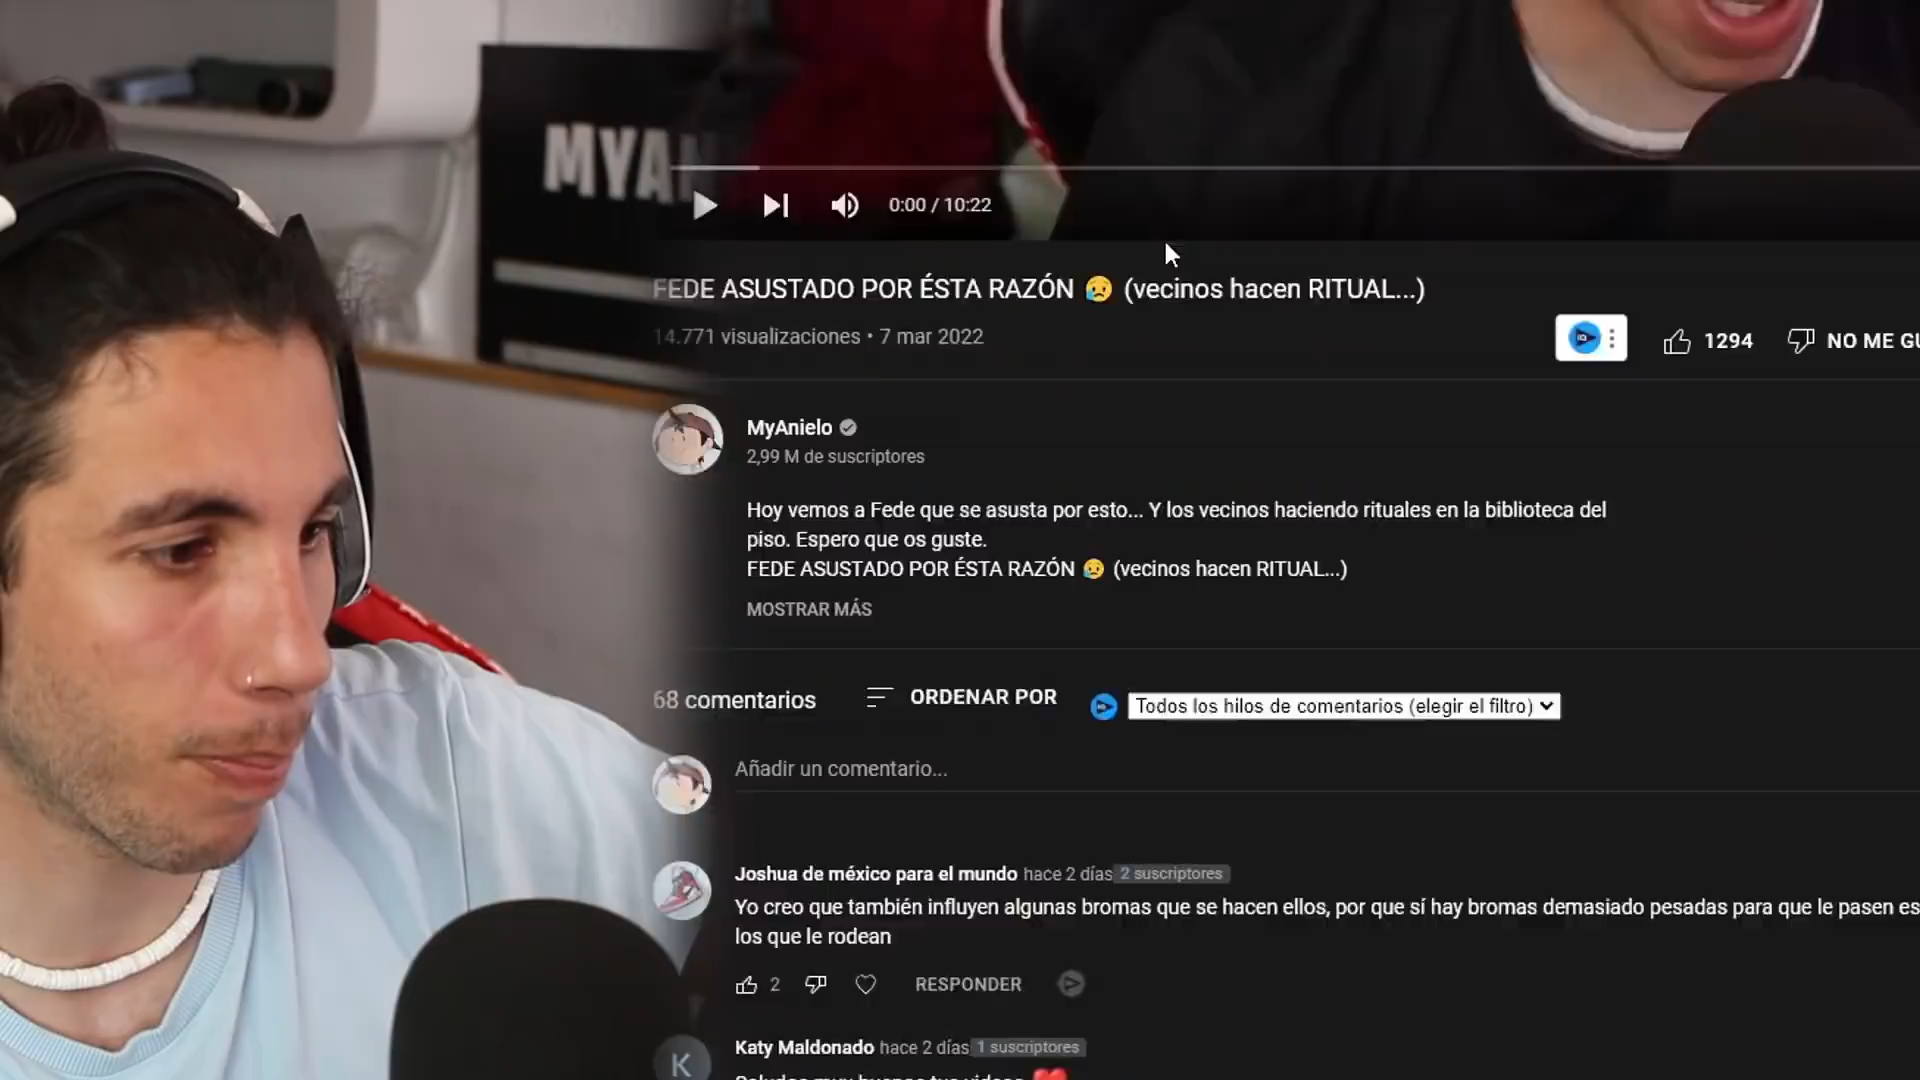 MYAN
0:00 / 10:22
FEDE ASUSTADO POR ÉSTA RAZÓN 😥 (vecinos hacen RITUAL...)
14.771 visualizaciones • 7 mar 2022
1294
NO ME GU
MyAnielo
2,99 M de suscriptores
Hoy vemos a Fede que se asusta por esto... Y los vecinos haciendo rituales en la biblioteca del
piso. Espero que os guste.
FEDE ASUSTADO POR ÉSTA RAZÓN 😥 (vecinos hacen RITUAL...)
MOSTRAR MÁS
68 comentarios
ORDENAR POR
Todos los hilos de comentarios (elegir el filtro)
Añadir un comentario...
Joshua de méxico para el mundo hace 2 días 2 suscriptores
Yo creo que también influyen algunas bromas que se hacen ellos, por que sí hay bromas demasiado pesadas para que le pasen es
los que le rodean
2
RESPONDER
K
Katy Maldonado hace 2 días 1 suscriptores